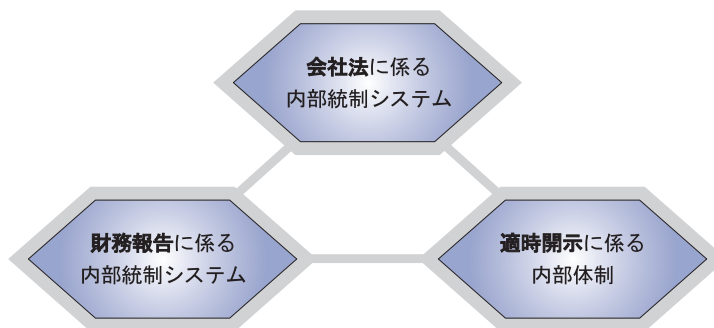 会社法に係る
内部統制システム
財務報告に係る
内部統制システム
適時開示に係る
内部体制